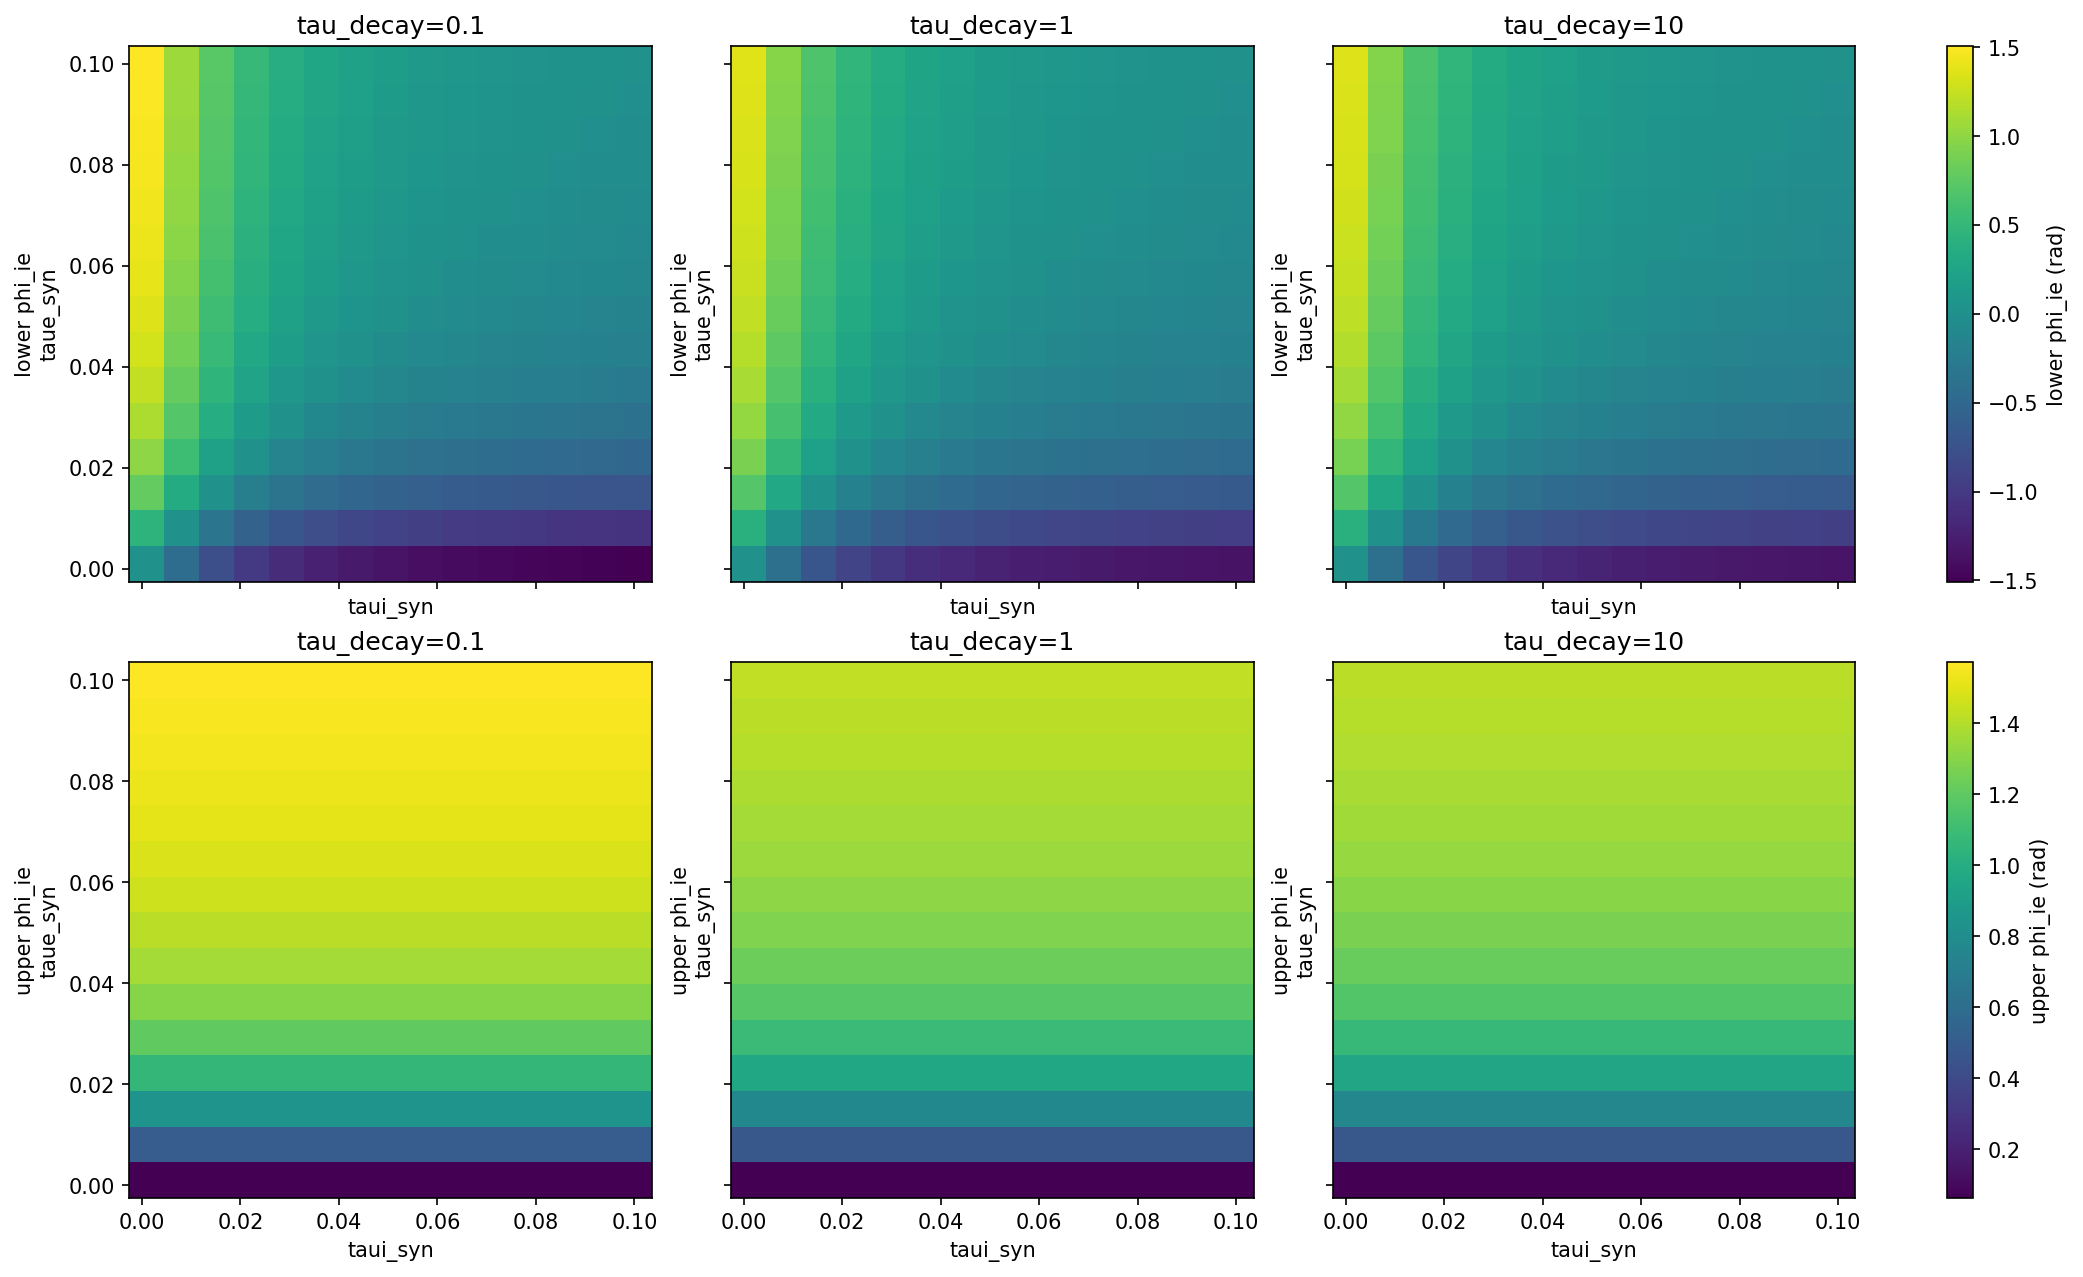 tau_decay=0.1
tau_decay=1
tau_decay=10
lower phi_ie
taue_syn
0.10
0.08
0.06
0.04
0.02
0.00
taui_syn
lower phi_ie
taue_syn
taui_syn
lower phi_ie
taue_syn
taui_syn
1.5
1.0
0.5
0.0
−0.5
−1.0
−1.5
lower phi_ie (rad)
tau_decay=0.1
tau_decay=1
tau_decay=10
upper phi_ie
taue_syn
0.10
0.08
0.06
0.04
0.02
0.00
0.00 0.02 0.04 0.06 0.08 0.10
taui_syn
upper phi_ie
taue_syn
0.00 0.02 0.04 0.06 0.08 0.10
taui_syn
upper phi_ie
taue_syn
0.00 0.02 0.04 0.06 0.08 0.10
taui_syn
1.4
1.2
1.0
0.8
0.6
0.4
0.2
upper phi_ie (rad)